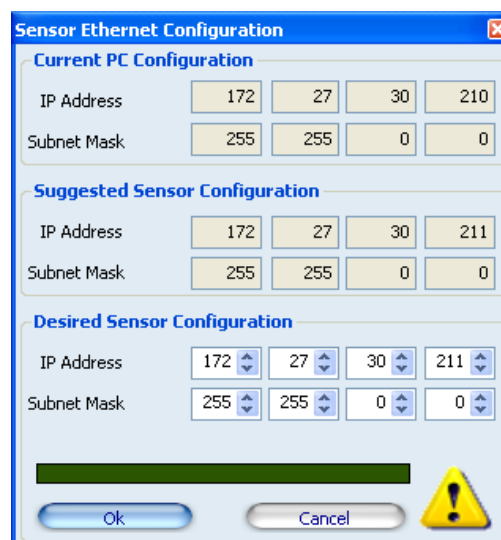 Sensor Ethernet Configuration
Current PC Configuration
IP Address 172 27 30 210
Subnet Mask 255 255 0 0
Suggested Sensor Configuration
IP Address 172 27 30 211
Subnet Mask 255 255 0 0
Desired Sensor Configuration
IP Address 172 27 30 211
Subnet Mask 255 255 0 0
Ok Cancel